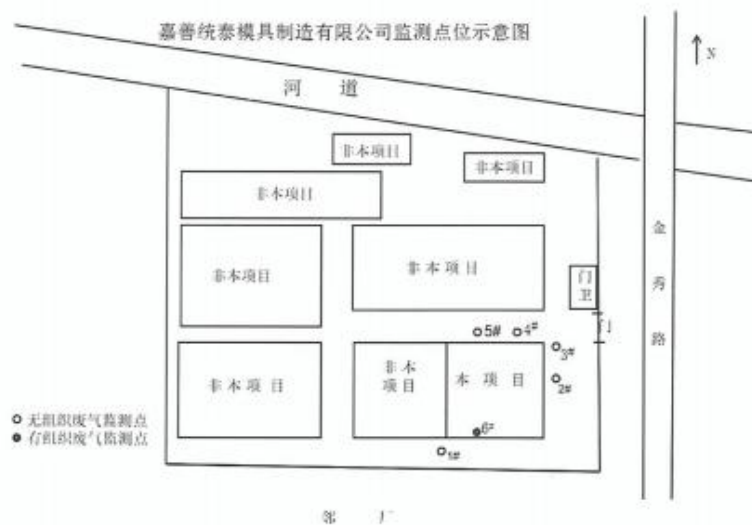 嘉善统泰模具制造有限公司监测点位示意图
N
河 道
非本项目
非本项目
非本项目
非本项目
非本项目
门卫
金秀路
门
5#
4#
3#
2#
非本项目
非本
项目
本项目
6#
1#
无组织废气监测点
有组织废气监测点
邻 厂